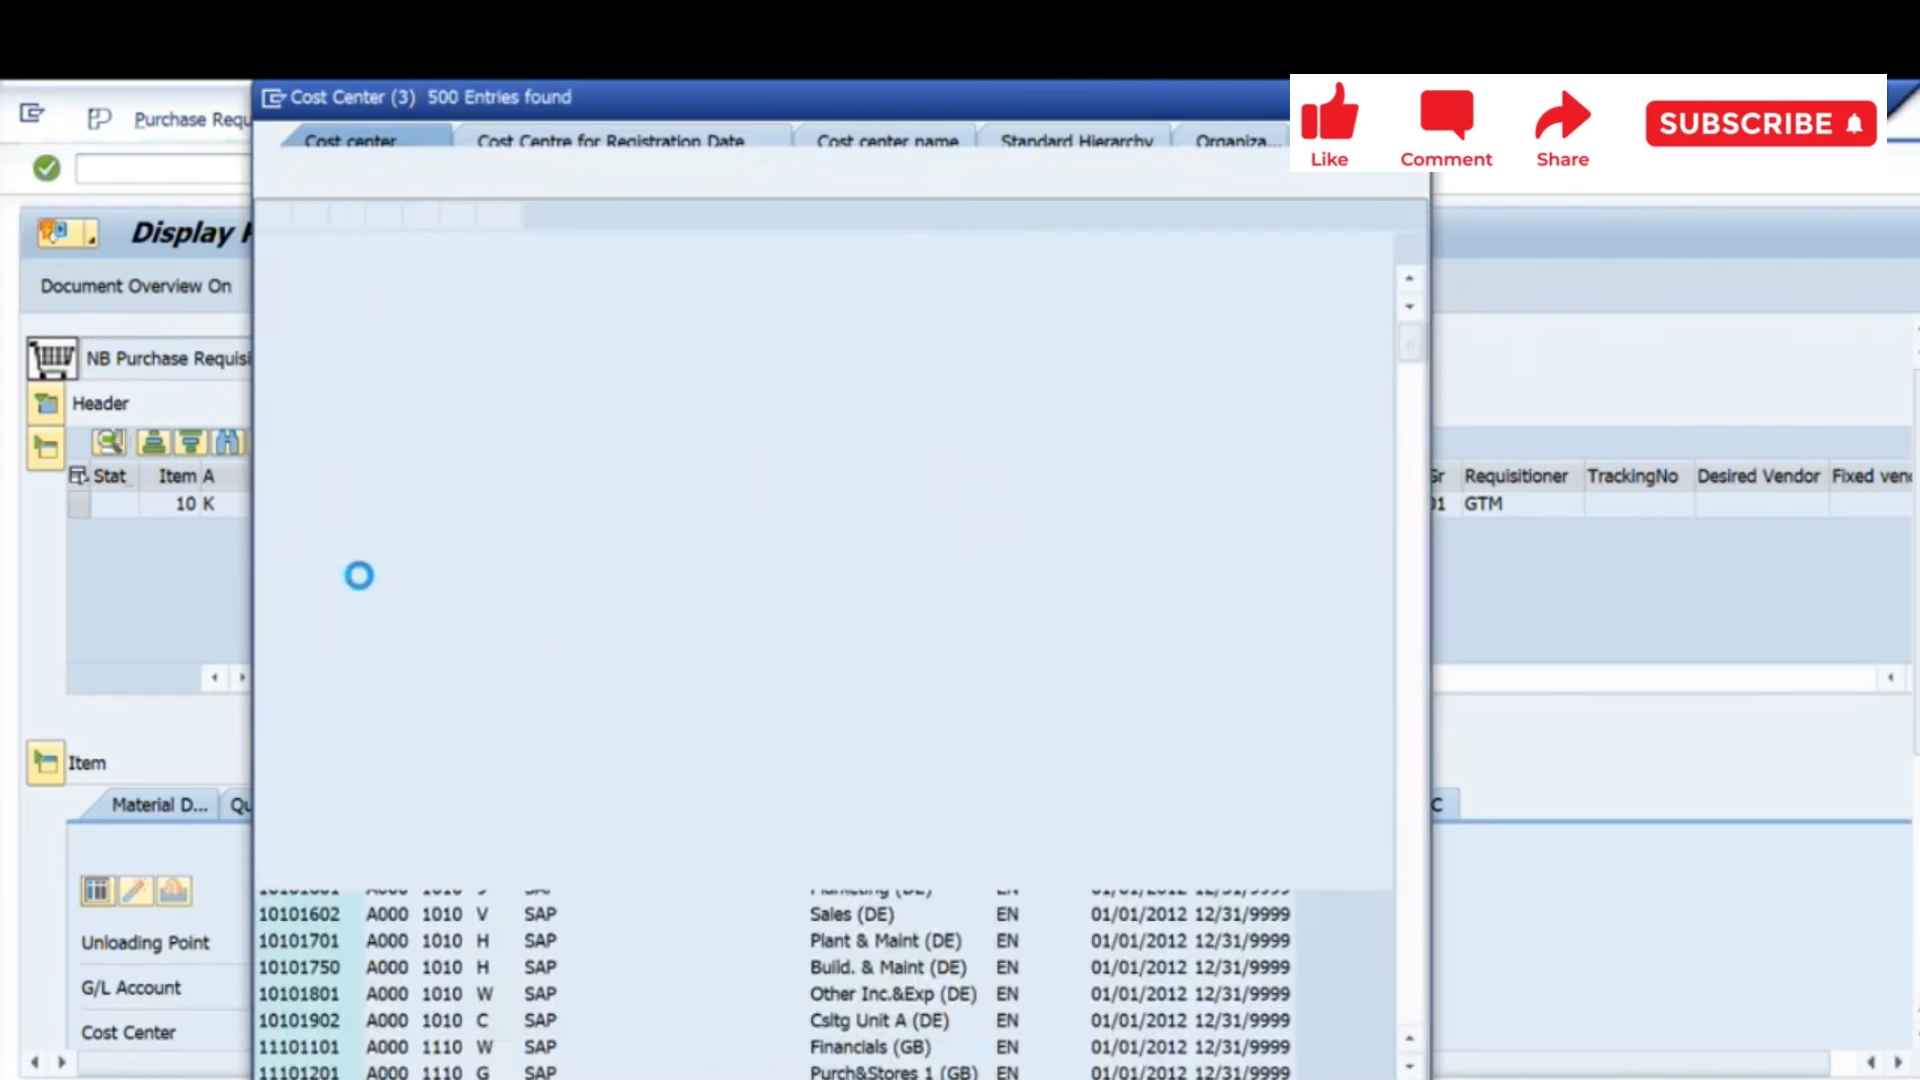 Cost Center (3) 500 Entries found
Purchase Requ
Cost center Cost Centre for Registration Date Cost center name Standard Hierarchy Organiza...
Like Comment Share SUBSCRIBE
Display
Document Overview On
NB Purchase Requisi
Header
Stat Item A Requisitioner TrackingNo Desired Vendor Fixed ven
10 K GTM
Item
Material D... Qu C
10101602 A000 1010 V SAP Sales (DE) EN 01/01/2012 12/31/9999
10101701 A000 1010 H SAP Plant & Maint (DE) EN 01/01/2012 12/31/9999
10101750 A000 1010 H SAP Build. & Maint (DE) EN 01/01/2012 12/31/9999
10101801 A000 1010 W SAP Other Inc.&Exp (DE) EN 01/01/2012 12/31/9999
10101902 A000 1010 C SAP Csltg Unit A (DE) EN 01/01/2012 12/31/9999
11101101 A000 1110 W SAP Financials (GB) EN 01/01/2012 12/31/9999
11101201 A000 1110 G SAP Purch&Stores 1 (GB) EN 01/01/2012 12/31/9999
Unloading Point
G/L Account
Cost Center